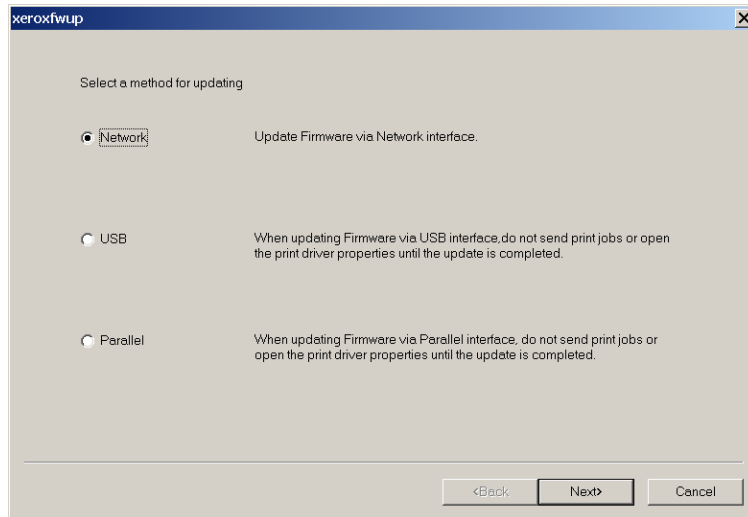 xeroxfwup
Select a method for updating
Network
Update Firmware via Network interface.
USB
When updating Firmware via USB interface,do not send print jobs or open
the print driver properties until the update is completed.
Parallel
When updating Firmware via Parallel interface, do not send print jobs or
open the print driver properties until the update is completed.
<Back
Next>
Cancel